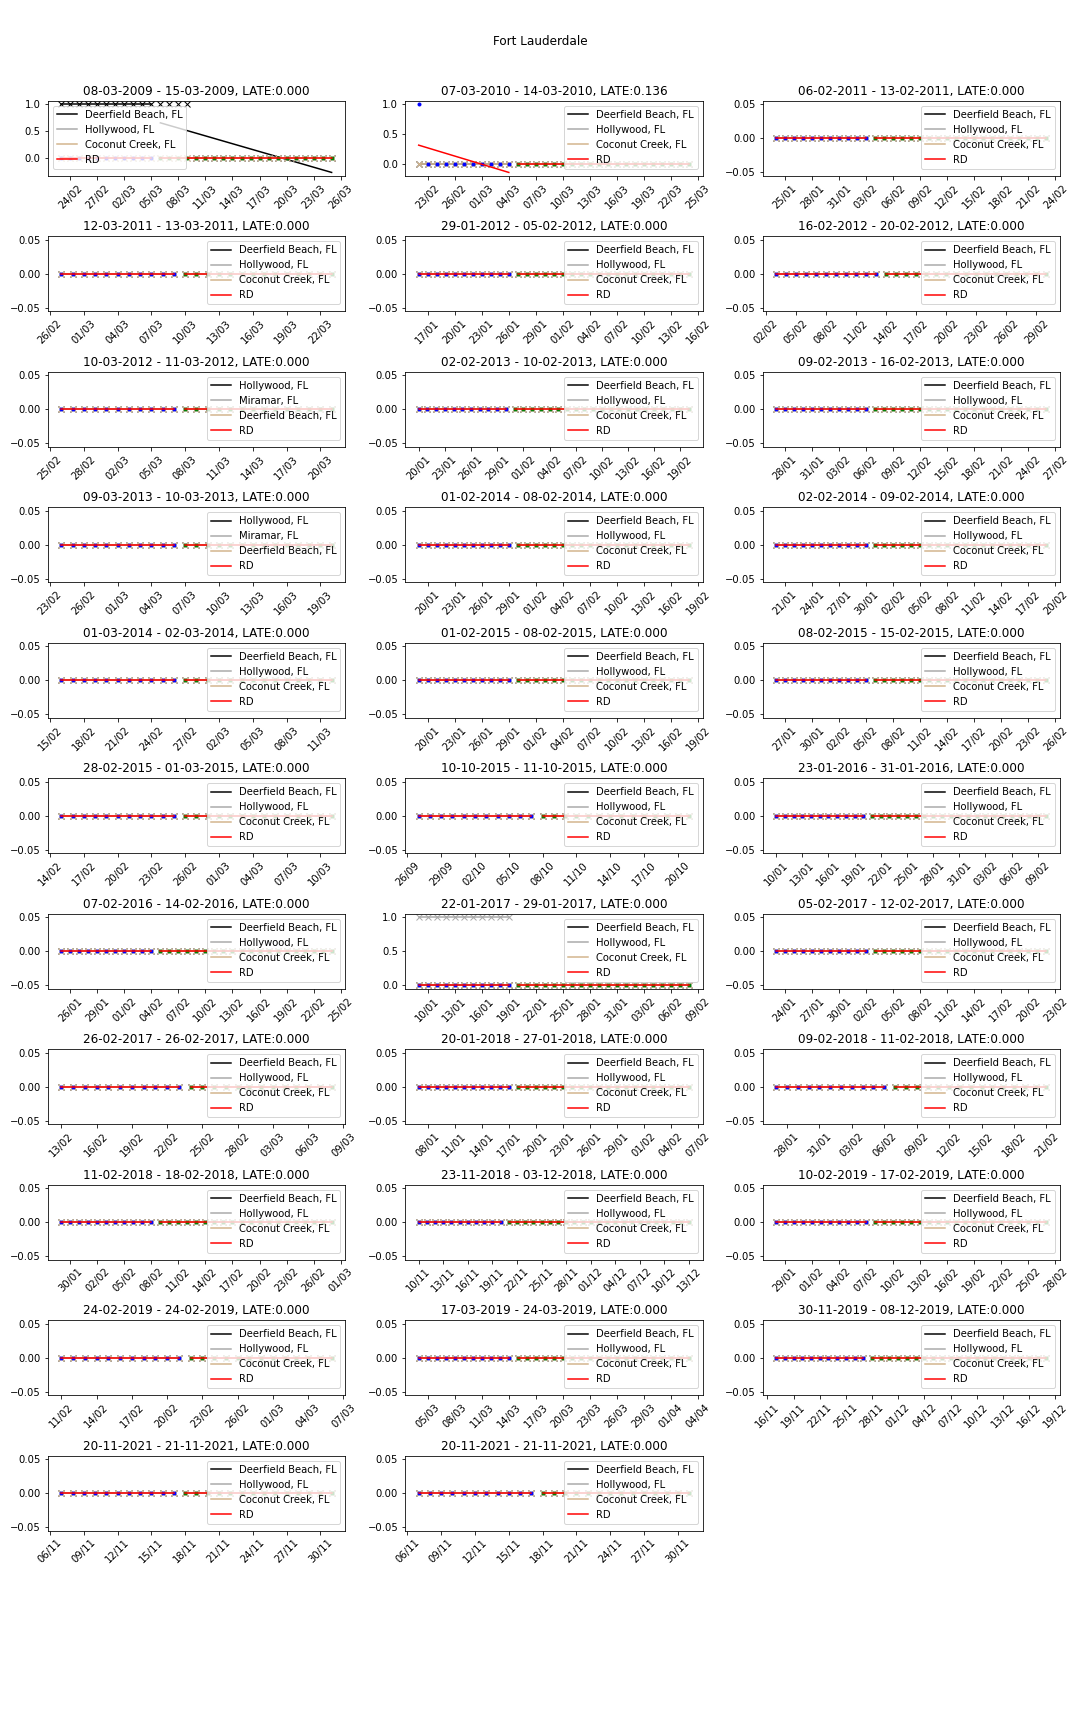 Fort Lauderdale
08-03-2009 - 15-03-2009, LATE:0.000
1.0
0.5
0.0
Deerfield Beach, FL
Hollywood, FL
Coconut Creek, FL
RD
24/02 27/02 02/03 05/03 08/03 11/03 14/03 17/03 20/03 23/03 26/03
07-03-2010 - 14-03-2010, LATE:0.136
1.0
0.5
0.0
Deerfield Beach, FL
Hollywood, FL
Coconut Creek, FL
RD
23/02 26/02 01/03 04/03 07/03 10/03 13/03 16/03 19/03 22/03 25/03
06-02-2011 - 13-02-2011, LATE:0.000
0.05
0.00
−0.05
Deerfield Beach, FL
Hollywood, FL
Coconut Creek, FL
RD
25/01 28/01 31/01 03/02 06/02 09/02 12/02 15/02 18/02 21/02 24/02
12-03-2011 - 13-03-2011, LATE:0.000
0.05
0.00
−0.05
Deerfield Beach, FL
Hollywood, FL
Coconut Creek, FL
RD
26/02 01/03 04/03 07/03 10/03 13/03 16/03 19/03 22/03
29-01-2012 - 05-02-2012, LATE:0.000
0.05
0.00
−0.05
Deerfield Beach, FL
Hollywood, FL
Coconut Creek, FL
RD
17/01 20/01 23/01 26/01 29/01 01/02 04/02 07/02 10/02 13/02 16/02
16-02-2012 - 20-02-2012, LATE:0.000
0.05
0.00
−0.05
Deerfield Beach, FL
Hollywood, FL
Coconut Creek, FL
RD
02/02 05/02 08/02 11/02 14/02 17/02 20/02 23/02 26/02 29/02
10-03-2012 - 11-03-2012, LATE:0.000
0.05
0.00
−0.05
Hollywood, FL
Miramar, FL
Deerfield Beach, FL
RD
25/02 28/02 02/03 05/03 08/03 11/03 14/03 17/03 20/03
02-02-2013 - 10-02-2013, LATE:0.000
0.05
0.00
−0.05
Deerfield Beach, FL
Hollywood, FL
Coconut Creek, FL
RD
20/01 23/01 26/01 29/01 01/02 04/02 07/02 10/02 13/02 16/02 19/02
09-02-2013 - 16-02-2013, LATE:0.000
0.05
0.00
−0.05
Deerfield Beach, FL
Hollywood, FL
Coconut Creek, FL
RD
28/01 31/01 03/02 06/02 09/02 12/02 15/02 18/02 21/02 24/02 27/02
09-03-2013 - 10-03-2013, LATE:0.000
0.05
0.00
−0.05
Hollywood, FL
Miramar, FL
Deerfield Beach, FL
RD
23/02 26/02 01/03 04/03 07/03 10/03 13/03 16/03 19/03
01-02-2014 - 08-02-2014, LATE:0.000
0.05
0.00
−0.05
Deerfield Beach, FL
Hollywood, FL
Coconut Creek, FL
RD
20/01 23/01 26/01 29/01 01/02 04/02 07/02 10/02 13/02 16/02 19/02
02-02-2014 - 09-02-2014, LATE:0.000
0.05
0.00
−0.05
Deerfield Beach, FL
Hollywood, FL
Coconut Creek, FL
RD
21/01 24/01 27/01 30/01 02/02 05/02 08/02 11/02 14/02 17/02 20/02
01-03-2014 - 02-03-2014, LATE:0.000
0.05
0.00
−0.05
Deerfield Beach, FL
Hollywood, FL
Coconut Creek, FL
RD
15/02 18/02 21/02 24/02 27/02 02/03 05/03 08/03 11/03
01-02-2015 - 08-02-2015, LATE:0.000
0.05
0.00
−0.05
Deerfield Beach, FL
Hollywood, FL
Coconut Creek, FL
RD
20/01 23/01 26/01 29/01 01/02 04/02 07/02 10/02 13/02 16/02 19/02
08-02-2015 - 15-02-2015, LATE:0.000
0.05
0.00
−0.05
Deerfield Beach, FL
Hollywood, FL
Coconut Creek, FL
RD
27/01 30/01 02/02 05/02 08/02 11/02 14/02 17/02 20/02 23/02 26/02
28-02-2015 - 01-03-2015, LATE:0.000
0.05
0.00
−0.05
Deerfield Beach, FL
Hollywood, FL
Coconut Creek, FL
RD
14/02 17/02 20/02 23/02 26/02 01/03 04/03 07/03 10/03
10-10-2015 - 11-10-2015, LATE:0.000
0.05
0.00
−0.05
Deerfield Beach, FL
Hollywood, FL
Coconut Creek, FL
RD
26/09 29/09 02/10 05/10 08/10 11/10 14/10 17/10 20/10
23-01-2016 - 31-01-2016, LATE:0.000
0.05
0.00
−0.05
Deerfield Beach, FL
Hollywood, FL
Coconut Creek, FL
RD
10/01 13/01 16/01 19/01 22/01 25/01 28/01 31/01 03/02 06/02 09/02
07-02-2016 - 14-02-2016, LATE:0.000
0.05
0.00
−0.05
Deerfield Beach, FL
Hollywood, FL
Coconut Creek, FL
RD
26/01 29/01 01/02 04/02 07/02 10/02 13/02 16/02 19/02 22/02 25/02
22-01-2017 - 29-01-2017, LATE:0.000
1.0
0.5
0.0
Deerfield Beach, FL
Hollywood, FL
Coconut Creek, FL
RD
10/01 13/01 16/01 19/01 22/01 25/01 28/01 31/01 03/02 06/02 09/02
05-02-2017 - 12-02-2017, LATE:0.000
0.05
0.00
−0.05
Deerfield Beach, FL
Hollywood, FL
Coconut Creek, FL
RD
24/01 27/01 30/01 02/02 05/02 08/02 11/02 14/02 17/02 20/02 23/02
26-02-2017 - 26-02-2017, LATE:0.000
0.05
0.00
−0.05
Deerfield Beach, FL
Hollywood, FL
Coconut Creek, FL
RD
13/02 16/02 19/02 22/02 25/02 28/02 03/03 06/03 09/03
20-01-2018 - 27-01-2018, LATE:0.000
0.05
0.00
−0.05
Deerfield Beach, FL
Hollywood, FL
Coconut Creek, FL
RD
08/01 11/01 14/01 17/01 20/01 23/01 26/01 29/01 01/02 04/02 07/02
09-02-2018 - 11-02-2018, LATE:0.000
0.05
0.00
−0.05
Deerfield Beach, FL
Hollywood, FL
Coconut Creek, FL
RD
28/01 31/01 03/02 06/02 09/02 12/02 15/02 18/02 21/02
11-02-2018 - 18-02-2018, LATE:0.000
0.05
0.00
−0.05
Deerfield Beach, FL
Hollywood, FL
Coconut Creek, FL
RD
30/01 02/02 05/02 08/02 11/02 14/02 17/02 20/02 23/02 26/02 01/03
23-11-2018 - 03-12-2018, LATE:0.000
0.05
0.00
−0.05
Deerfield Beach, FL
Hollywood, FL
Coconut Creek, FL
RD
10/11 13/11 16/11 19/11 22/11 25/11 28/11 01/12 04/12 07/12 10/12 13/12
10-02-2019 - 17-02-2019, LATE:0.000
0.05
0.00
−0.05
Deerfield Beach, FL
Hollywood, FL
Coconut Creek, FL
RD
29/01 01/02 04/02 07/02 10/02 13/02 16/02 19/02 22/02 25/02 28/02
24-02-2019 - 24-02-2019, LATE:0.000
0.05
0.00
−0.05
Deerfield Beach, FL
Hollywood, FL
Coconut Creek, FL
RD
11/02 14/02 17/02 20/02 23/02 26/02 01/03 04/03 07/03
17-03-2019 - 24-03-2019, LATE:0.000
0.05
0.00
−0.05
Deerfield Beach, FL
Hollywood, FL
Coconut Creek, FL
RD
05/03 08/03 11/03 14/03 17/03 20/03 23/03 26/03 29/03 01/04 04/04
30-11-2019 - 08-12-2019, LATE:0.000
0.05
0.00
−0.05
Deerfield Beach, FL
Hollywood, FL
Coconut Creek, FL
RD
16/11 19/11 22/11 25/11 28/11 01/12 04/12 07/12 10/12 13/12 16/12 19/12
20-11-2021 - 21-11-2021, LATE:0.000
0.05
0.00
−0.05
Deerfield Beach, FL
Hollywood, FL
Coconut Creek, FL
RD
06/11 09/11 12/11 15/11 18/11 21/11 24/11 27/11 30/11
20-11-2021 - 21-11-2021, LATE:0.000
0.05
0.00
−0.05
Deerfield Beach, FL
Hollywood, FL
Coconut Creek, FL
RD
06/11 09/11 12/11 15/11 18/11 21/11 24/11 27/11 30/11